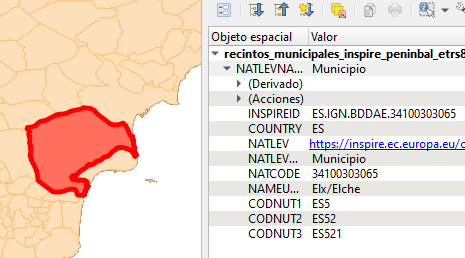 Objeto espacial Valor
recintos_municipales_inspire_peninbal_etrs8
NATLEVNA... Municipio
(Derivado)
(Acciones)
INSPIREID ES.IGN.BDDAE.34100303065
COUNTRY ES
NATLEV https://inspire.ec.europa.eu/c
NATLEV... Municipio
NATCODE 34100303065
NAMEU... Elx/Elche
CODNUT1 ES5
CODNUT2 ES52
CODNUT3 ES521